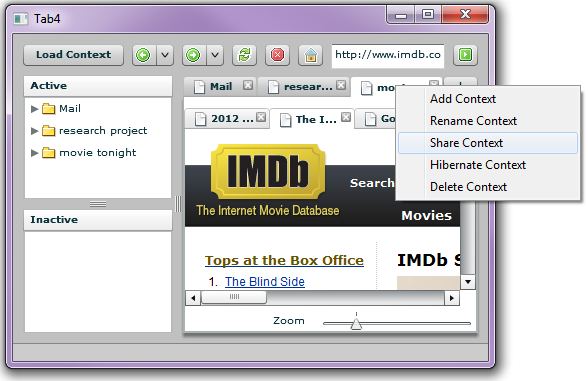 Tab4
Load Context
http://www.imdb.co
Active
Mail
research project
movie tonight
Inactive
Mail
resear...
2012 ...
The I...
Add Context
Rename Context
Share Context
Hibernate Context
Delete Context
IMDb
The Internet Movie Database
Search
Movies
Tops at the Box Office
1. The Blind Side
IMDb S
Zoom